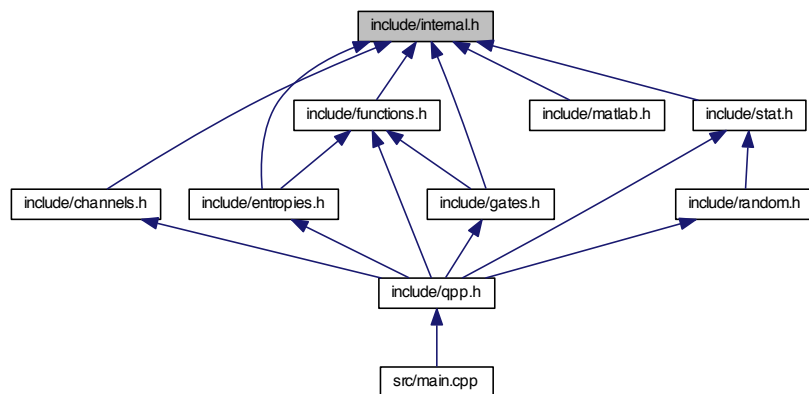 include/internal.h
include/functions.h
include/matlab.h
include/stat.h
include/channels.h
include/entropies.h
include/gates.h
include/random.h
include/qpp.h
src/main.cpp